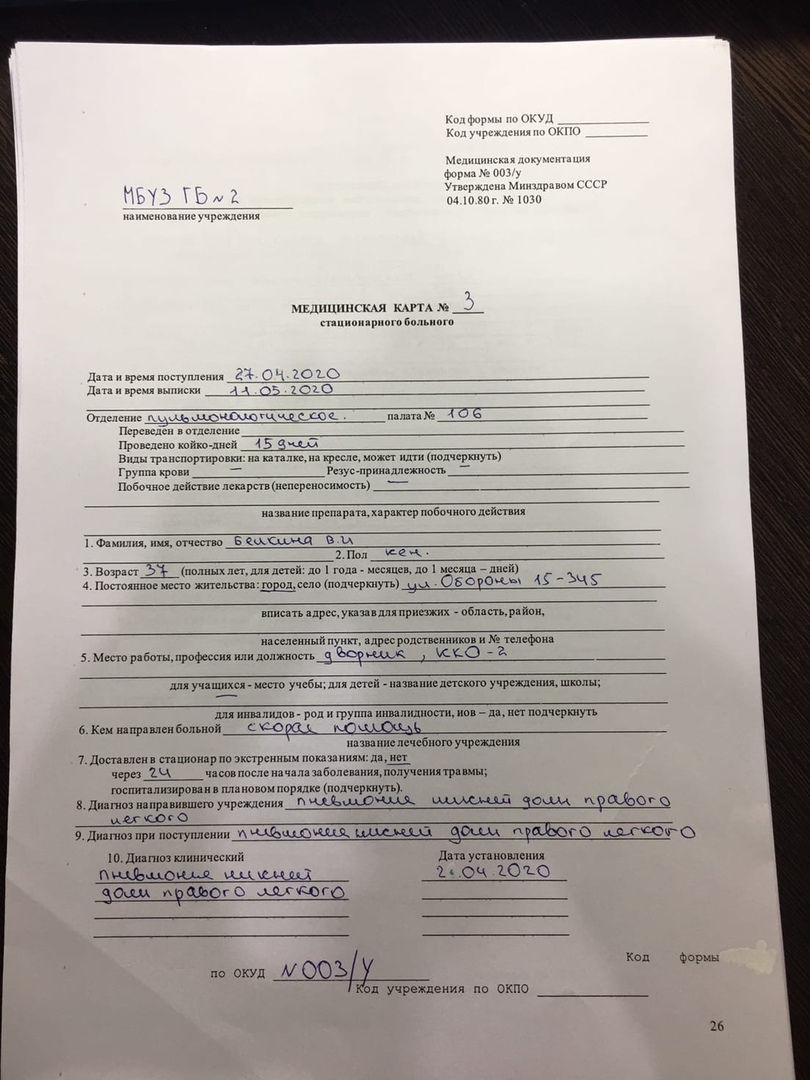 Код формы по ОКУД
Код учреждения по ОКПО
Медицинская документация
форма № 003/у
Утверждена Минздравом СССР
04.10.80 г. № 1030
МБУЗ ГБ №2
наименование учреждения
МЕДИЦИНСКАЯ КАРТА № 3
стационарного больного
Дата и время поступления 27.04.2020
Дата и время выписки 11.05.2020
Отделение пульмонологическое. палата № 106
Переведен в отделение
Проведено койко-дней 15 дней
Виды транспортировки: на каталке, на кресле, может идти (подчеркнуть)
Группа крови — Резус-принадлежность —
Побочное действие лекарств (непереносимость) —
название препарата, характер побочного действия
1. Фамилия, имя, отчество В.И
2. Пол жен.
3. Возраст 37 (полных лет, для детей: до 1 года - месяцев, до 1 месяца – дней)
4. Постоянное место жительства: город, село (подчеркнуть) ул. Обороны 15-345
вписать адрес, указав для приезжих - область, район,
населенный пункт, адрес родственников и № телефона
5. Место работы, профессия или должность дворник, ККО-2
для учащихся - место учебы; для детей - название детского учреждения, школы;
для инвалидов - род и группа инвалидности, иов – да, нет подчеркнуть
6. Кем направлен больной скорая помощь
название лечебного учреждения
7. Доставлен в стационар по экстренным показаниям: да, нет
через 24 часов после начала заболевания, получения травмы;
госпитализирован в плановом порядке (подчеркнуть).
8. Диагноз направившего учреждения пневмония нижней доли правого
легкого
9. Диагноз при поступлении пневмония нижней доли правого легкого
10. Диагноз клинический Дата установления
пневмония нижней
доли правого легкого
Код формы
по ОКУД N003/У
Код учреждения по ОКПО
26